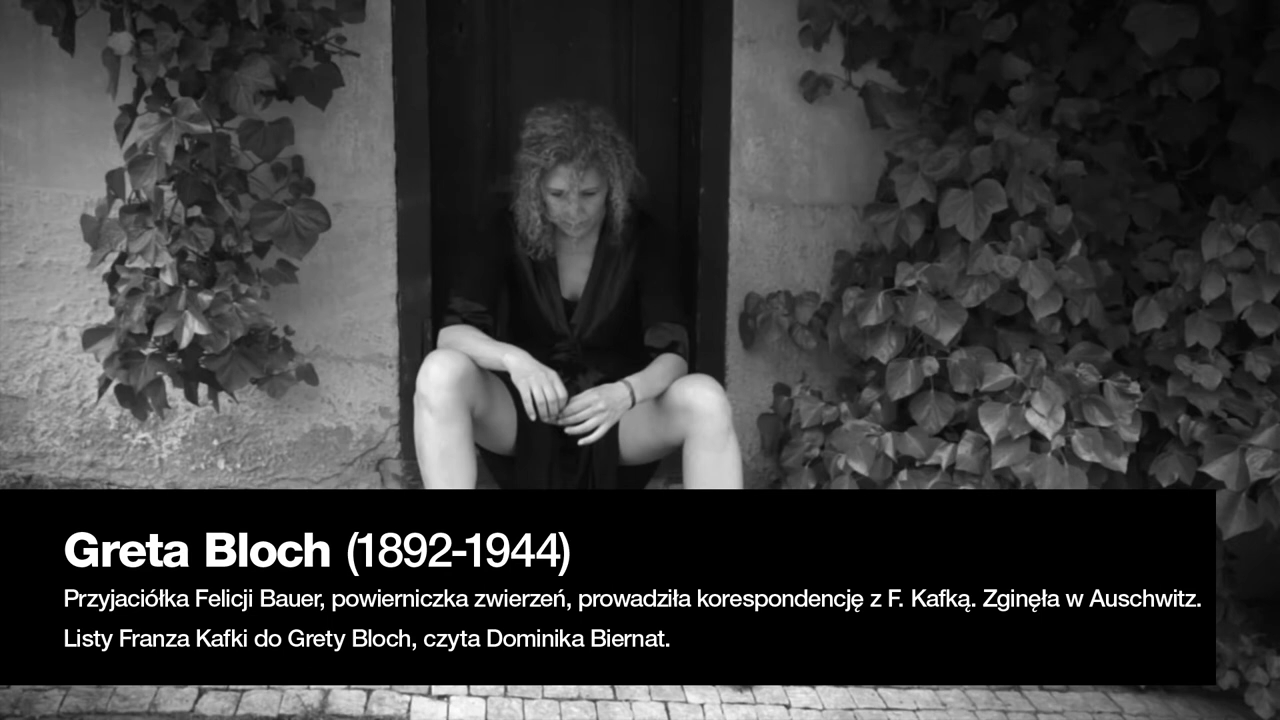 Greta Bloch (1892-1944)
Przyjaciółka Felicji Bauer, powierniczka zwierzeń, prowadziła korespondencję z F. Kafką. Zginęła w Auschwitz.
Listy Franza Kafki do Grety Bloch, czyta Dominika Biernat.